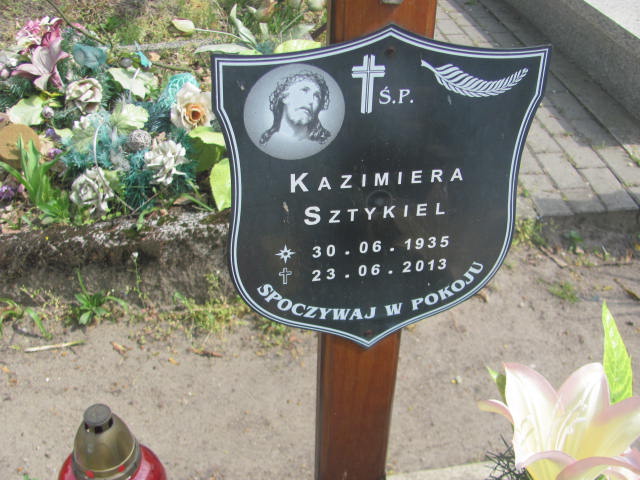 Ś.P.
KAZIMIERA
SZTYKIEL
30.06.1935
23.06.2013
SPOCZYWAJ W POKOJU